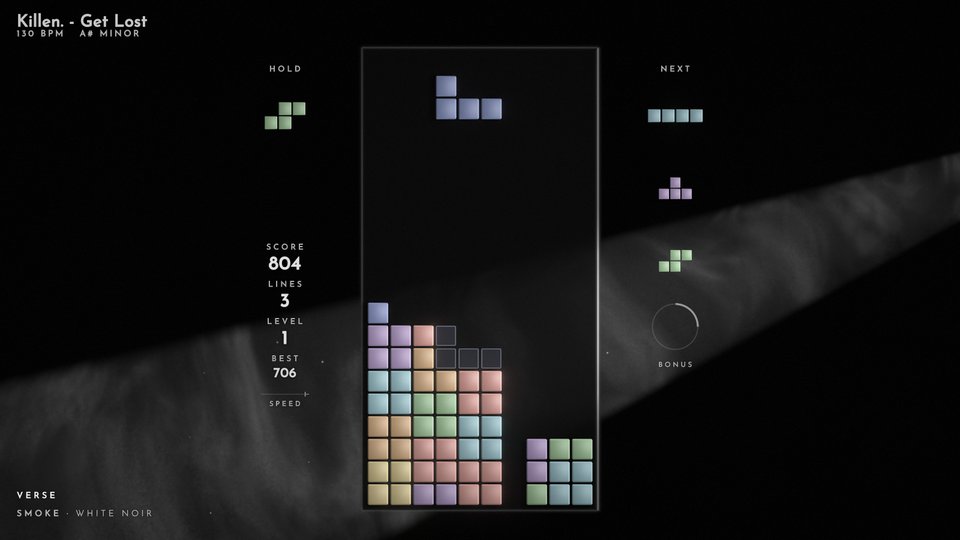 Killen. - Get Lost
130 BPM A# MINOR
HOLD
NEXT
SCORE
804
LINES
3
LEVEL
1
BEST
706
SPEED
BONUS
VERSE
SMOKE · WHITE NOIR